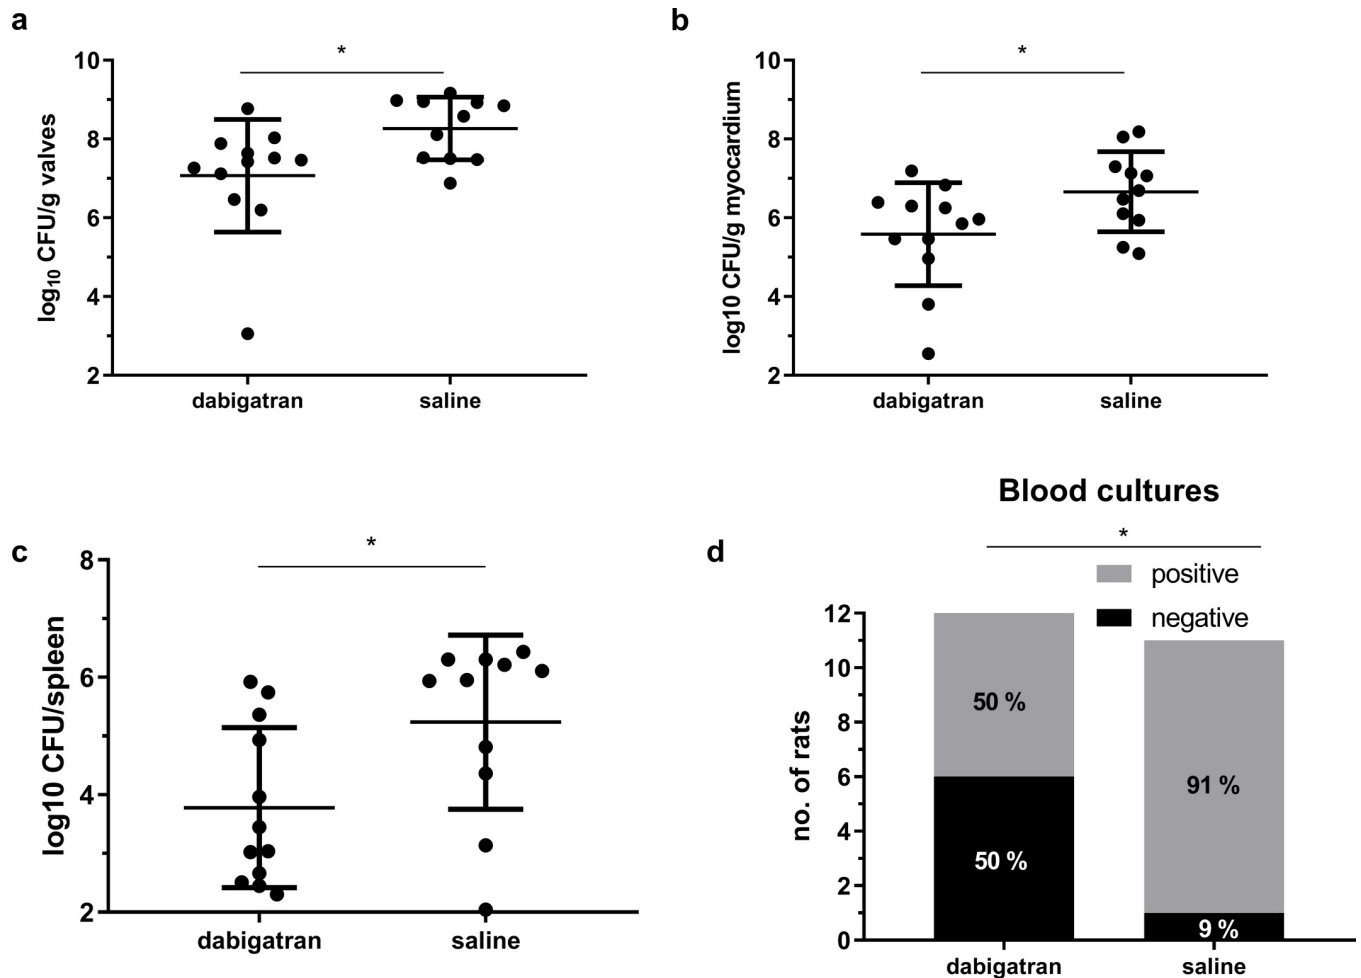 a
*
10
8
6
4
2
log10 CFU/g valves
dabigatran
saline
b
*
10
8
6
4
2
log10 CFU/g myocardium
dabigatran
saline
c
*
8
6
4
2
log10 CFU/spleen
dabigatran
saline
Blood cultures
d
*
positive
negative
12
10
8
6
4
2
0
no. of rats
50 %
50 %
91 %
9 %
dabigatran
saline